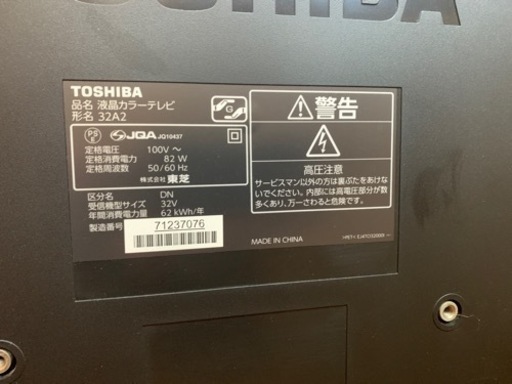 TOSHIBA
TOSHIBA
品名 液晶カラーテレビ
形名 32A2
PS
E
JQA JQ10437
定格電圧 100V～
定格消費電力 82 W
定格周波数 50/60 Hz
株式会社 東芝
区分名 DN
受信機型サイズ 32V
年間消費電力量 62 kWh/年
製造番号 71237076
G
警告
高圧注意
サービスマン以外の方は裏ぶたをあけな
いでください。内部には高電圧部分が数
多くあり、万一さわると危険です。
MADE IN CHINA